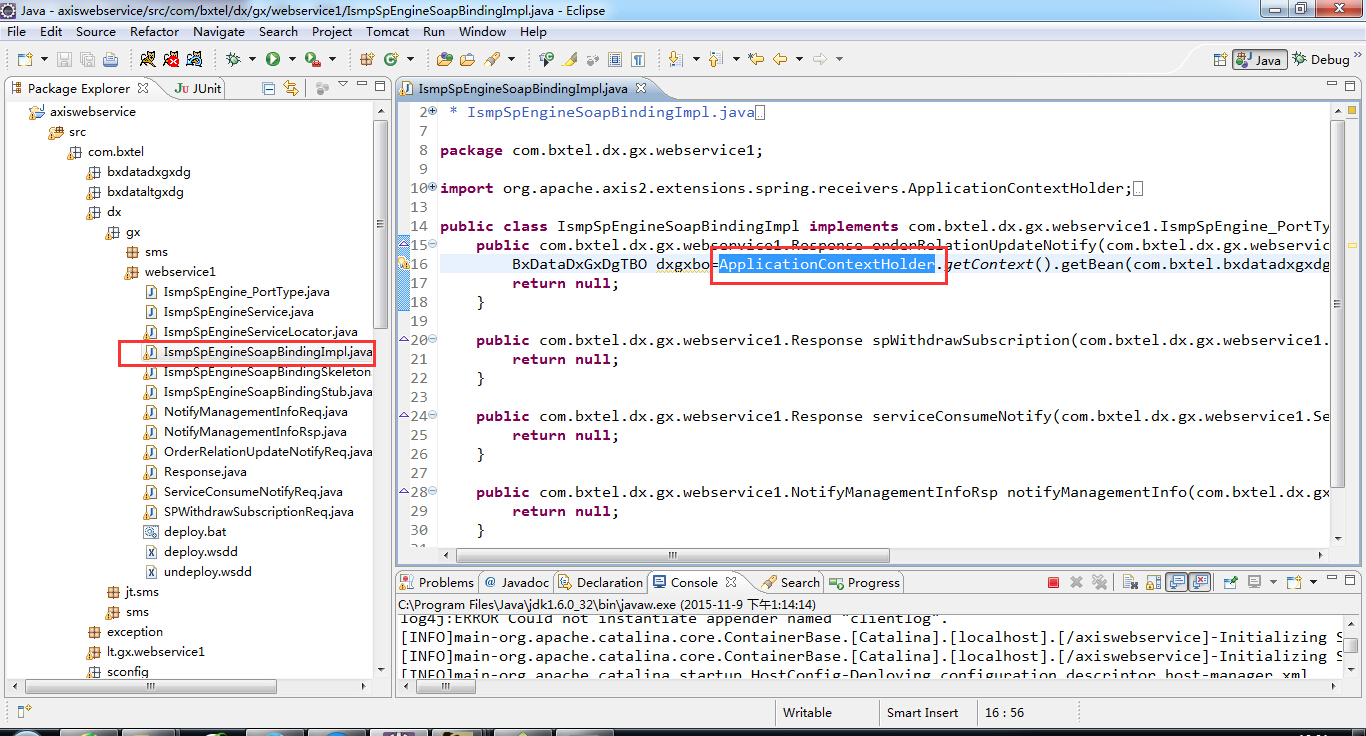 Java - axiswebservice/src/com/bxtel/dx/gx/webservice1/IsmpSpEngineSoapBindingImpl.java - Eclipse
File Edit Source Refactor Navigate Search Project Tomcat Run Window Help
Java Debug
Package Explorer JUnit
axiswebservice
src
com.bxtel
bxdatadxgxdg
bxdataltgxdg
dx
gx
sms
webservice1
IsmpSpEngine_PortType.java
IsmpSpEngineService.java
IsmpSpEngineServiceLocator.java
IsmpSpEngineSoapBindingImpl.java
IsmpSpEngineSoapBindingSkeleton
IsmpSpEngineSoapBindingStub.java
NotifyManagementInfoReq.java
NotifyManagementInfoRsp.java
OrderRelationUpdateNotifyReq.java
Response.java
ServiceConsumeNotifyReq.java
SPWithdrawSubscriptionReq.java
deploy.bat
deploy.wsdd
undeploy.wsdd
jt.sms
sms
exception
lt.gx.webservice1
sconfig
IsmpSpEngineSoapBindingImpl.java
2 * IsmpSpEngineSoapBindingImpl.java
7
8 package com.bxtel.dx.gx.webservice1;
9
10 import org.apache.axis2.extensions.spring.receivers.ApplicationContextHolder;
13
14 public class IsmpSpEngineSoapBindingImpl implements com.bxtel.dx.gx.webservice1.IsmpSpEngine_PortTyp
15 public com.bxtel.dx.gx.webservice1.Response orderRelationUpdateNotify(com.bxtel.dx.gx.webservic
16 BxDataDxGxDgTBO dxgxbo=ApplicationContextHolder.getContext().getBean(com.bxtel.bxdatadxgxdg
17 return null;
18 }
19
20 public com.bxtel.dx.gx.webservice1.Response spWithdrawSubscription(com.bxtel.dx.gx.webservice1.
21 return null;
22 }
23
24 public com.bxtel.dx.gx.webservice1.Response serviceConsumeNotify(com.bxtel.dx.gx.webservice1.Se
25 return null;
26 }
27
28 public com.bxtel.dx.gx.webservice1.NotifyManagementInfoRsp notifyManagementInfo(com.bxtel.dx.gx
29 return null;
30 }
Problems Javadoc Declaration Console Search Progress
C:\Program Files\Java\jdk1.6.0_32\bin\javaw.exe (2015-11-9 下午1:14:14)
log4j:ERROR Could not instantiate appender named "clientlog".
[INFO]main-org.apache.catalina.core.ContainerBase.[Catalina].[localhost].[/axiswebservice]-Initializing S
[INFO]main-org.apache.catalina.core.ContainerBase.[Catalina].[localhost].[/axiswebservice]-Initializing S
[INFO]main-org.apache.catalina.startup.HostConfig-Deploying configuration descriptor host-manager.xml
Writable Smart Insert 16 : 56